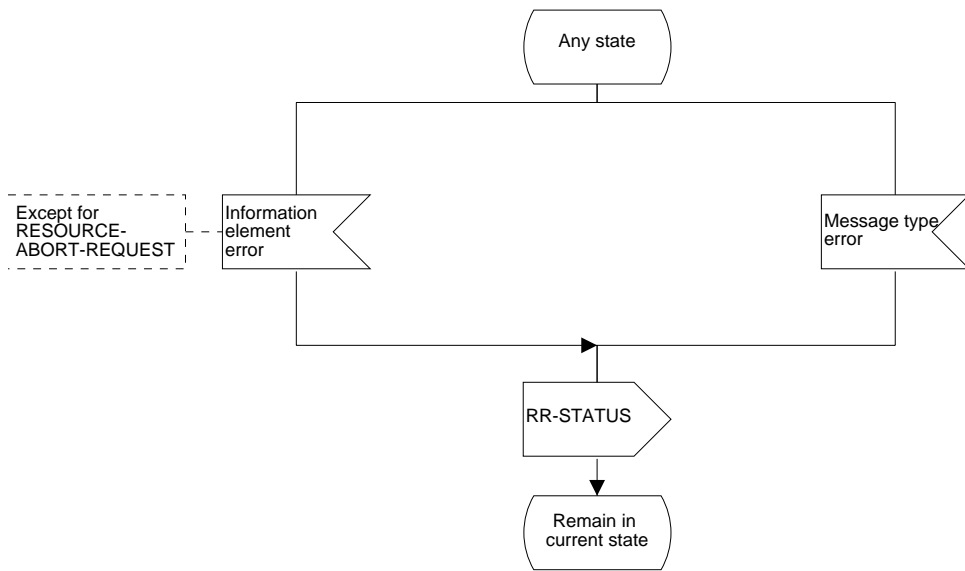 Any state
Except for
RESOURCE-
ABORT-REQUEST
Information
element
error
Message type
error
RR-STATUS
Remain in
current state